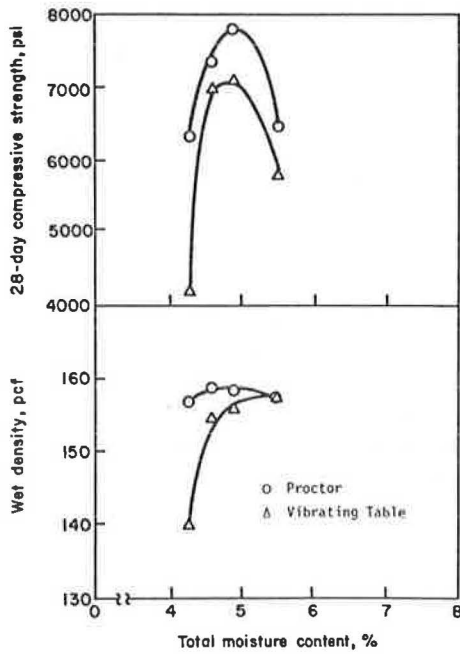 28-day compressive strength, psi
8000
7000
6000
5000
4000
Wet density, pcf
160
150
140
130
O Proctor
△ Vibrating Table
0 4 5 6 7 8
Total moisture content, %